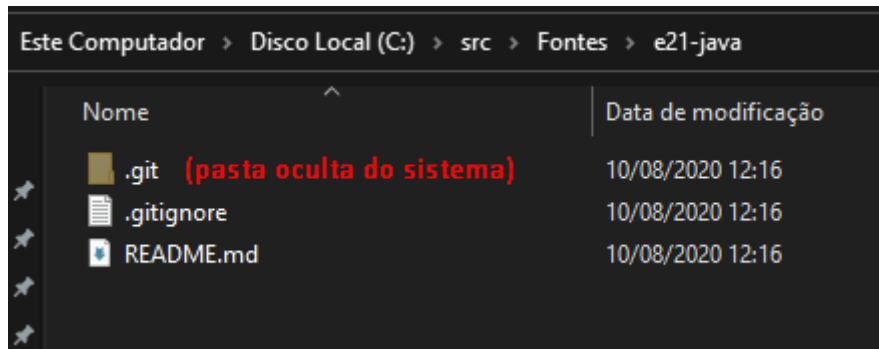 Este Computador > Disco Local (C:) > src > Fontes > e21-java
Nome Data de modificação
.git (pasta oculta do sistema) 10/08/2020 12:16
.gitignore 10/08/2020 12:16
README.md 10/08/2020 12:16